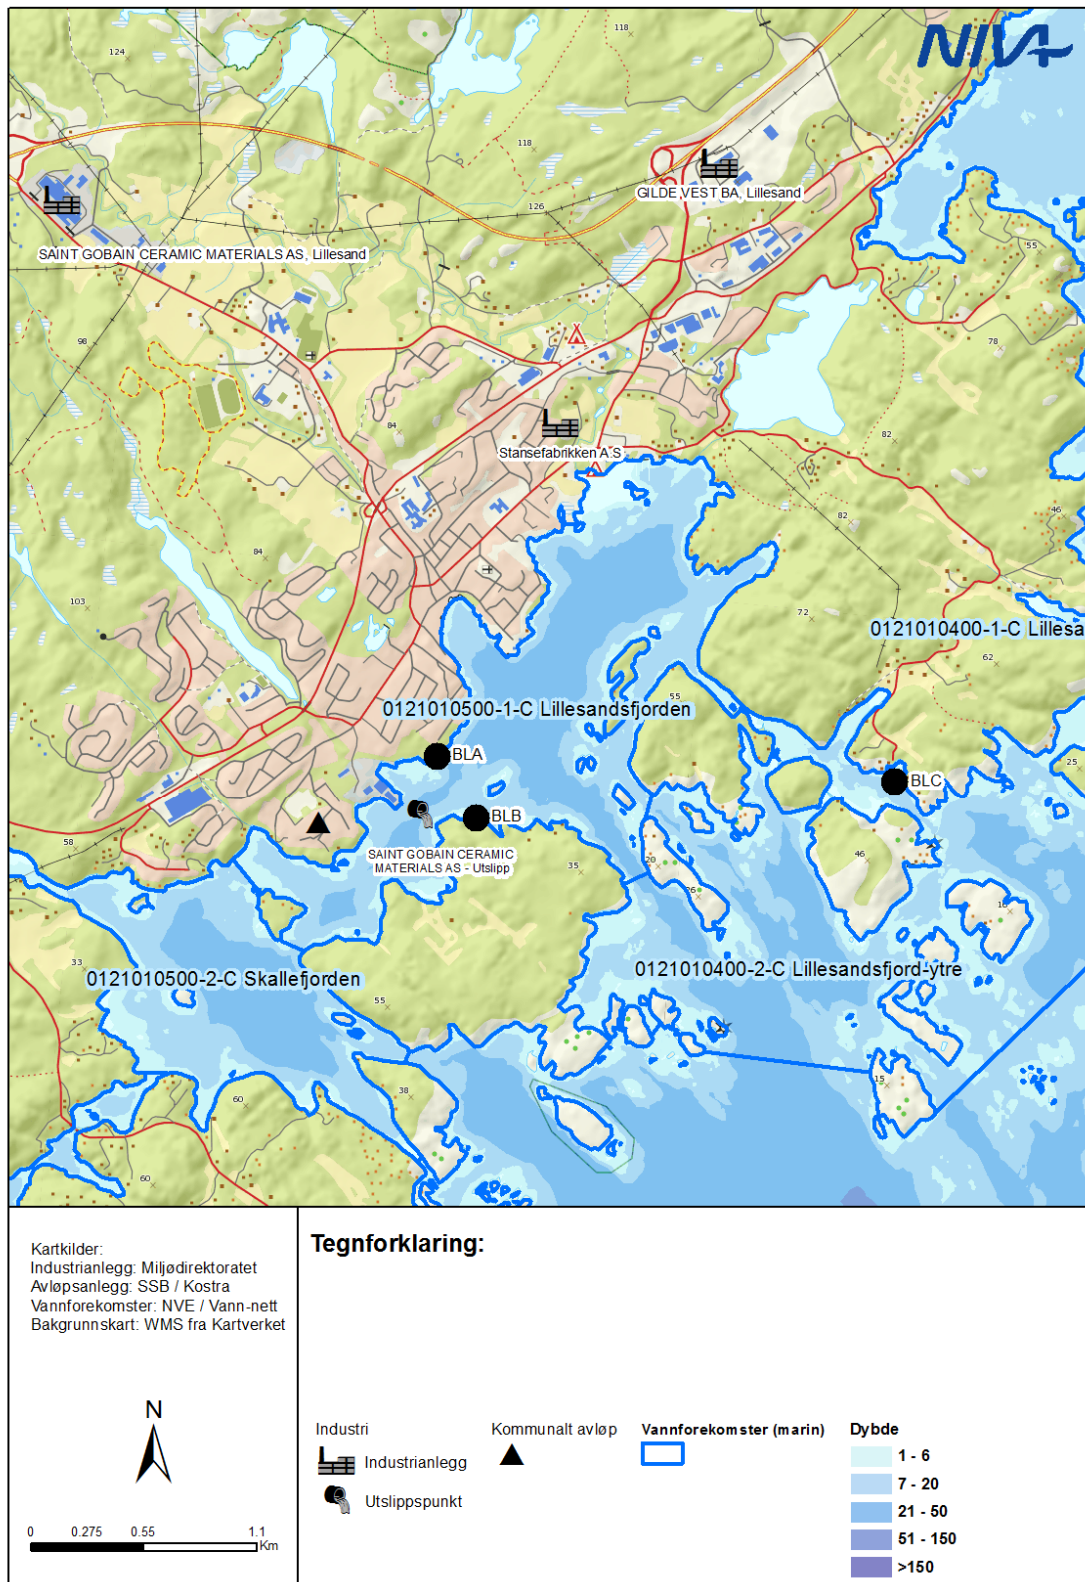 NIVA
124
118
118
GILDE VEST BA, Lillesand
126
SAINT GOBAIN CERAMIC MATERIALS AS, Lillesand
55
98
78
84
82
Stansefabrikken A.S
82
46
84
103
72
0121010400-1-C Lillesa
62
55
0121010500-1-C Lillesandsfjorden
BLA
25
BLC
BLB
58
SAINT GOBAIN CERAMIC
MATERIALS AS - Utslipp
35
20
46
26
16
33
0121010500-2-C Skallefjorden
0121010400-2-C Lillesandsfjord-ytre
55
15
38
60
60
Kartkilder:
Industrianlegg: Miljødirektoratet
Avløpsanlegg: SSB / Kostra
Vannforekomster: NVE / Vann-nett
Bakgrunnskart: WMS fra Kartverket
N
0 0.275 0.55 1.1
Km
Tegnforklaring:
Industri
Industrianlegg
Utslippspunkt
Kommunalt avløp
Vannforekomster (marin)
Dybde
1 - 6
7 - 20
21 - 50
51 - 150
>150